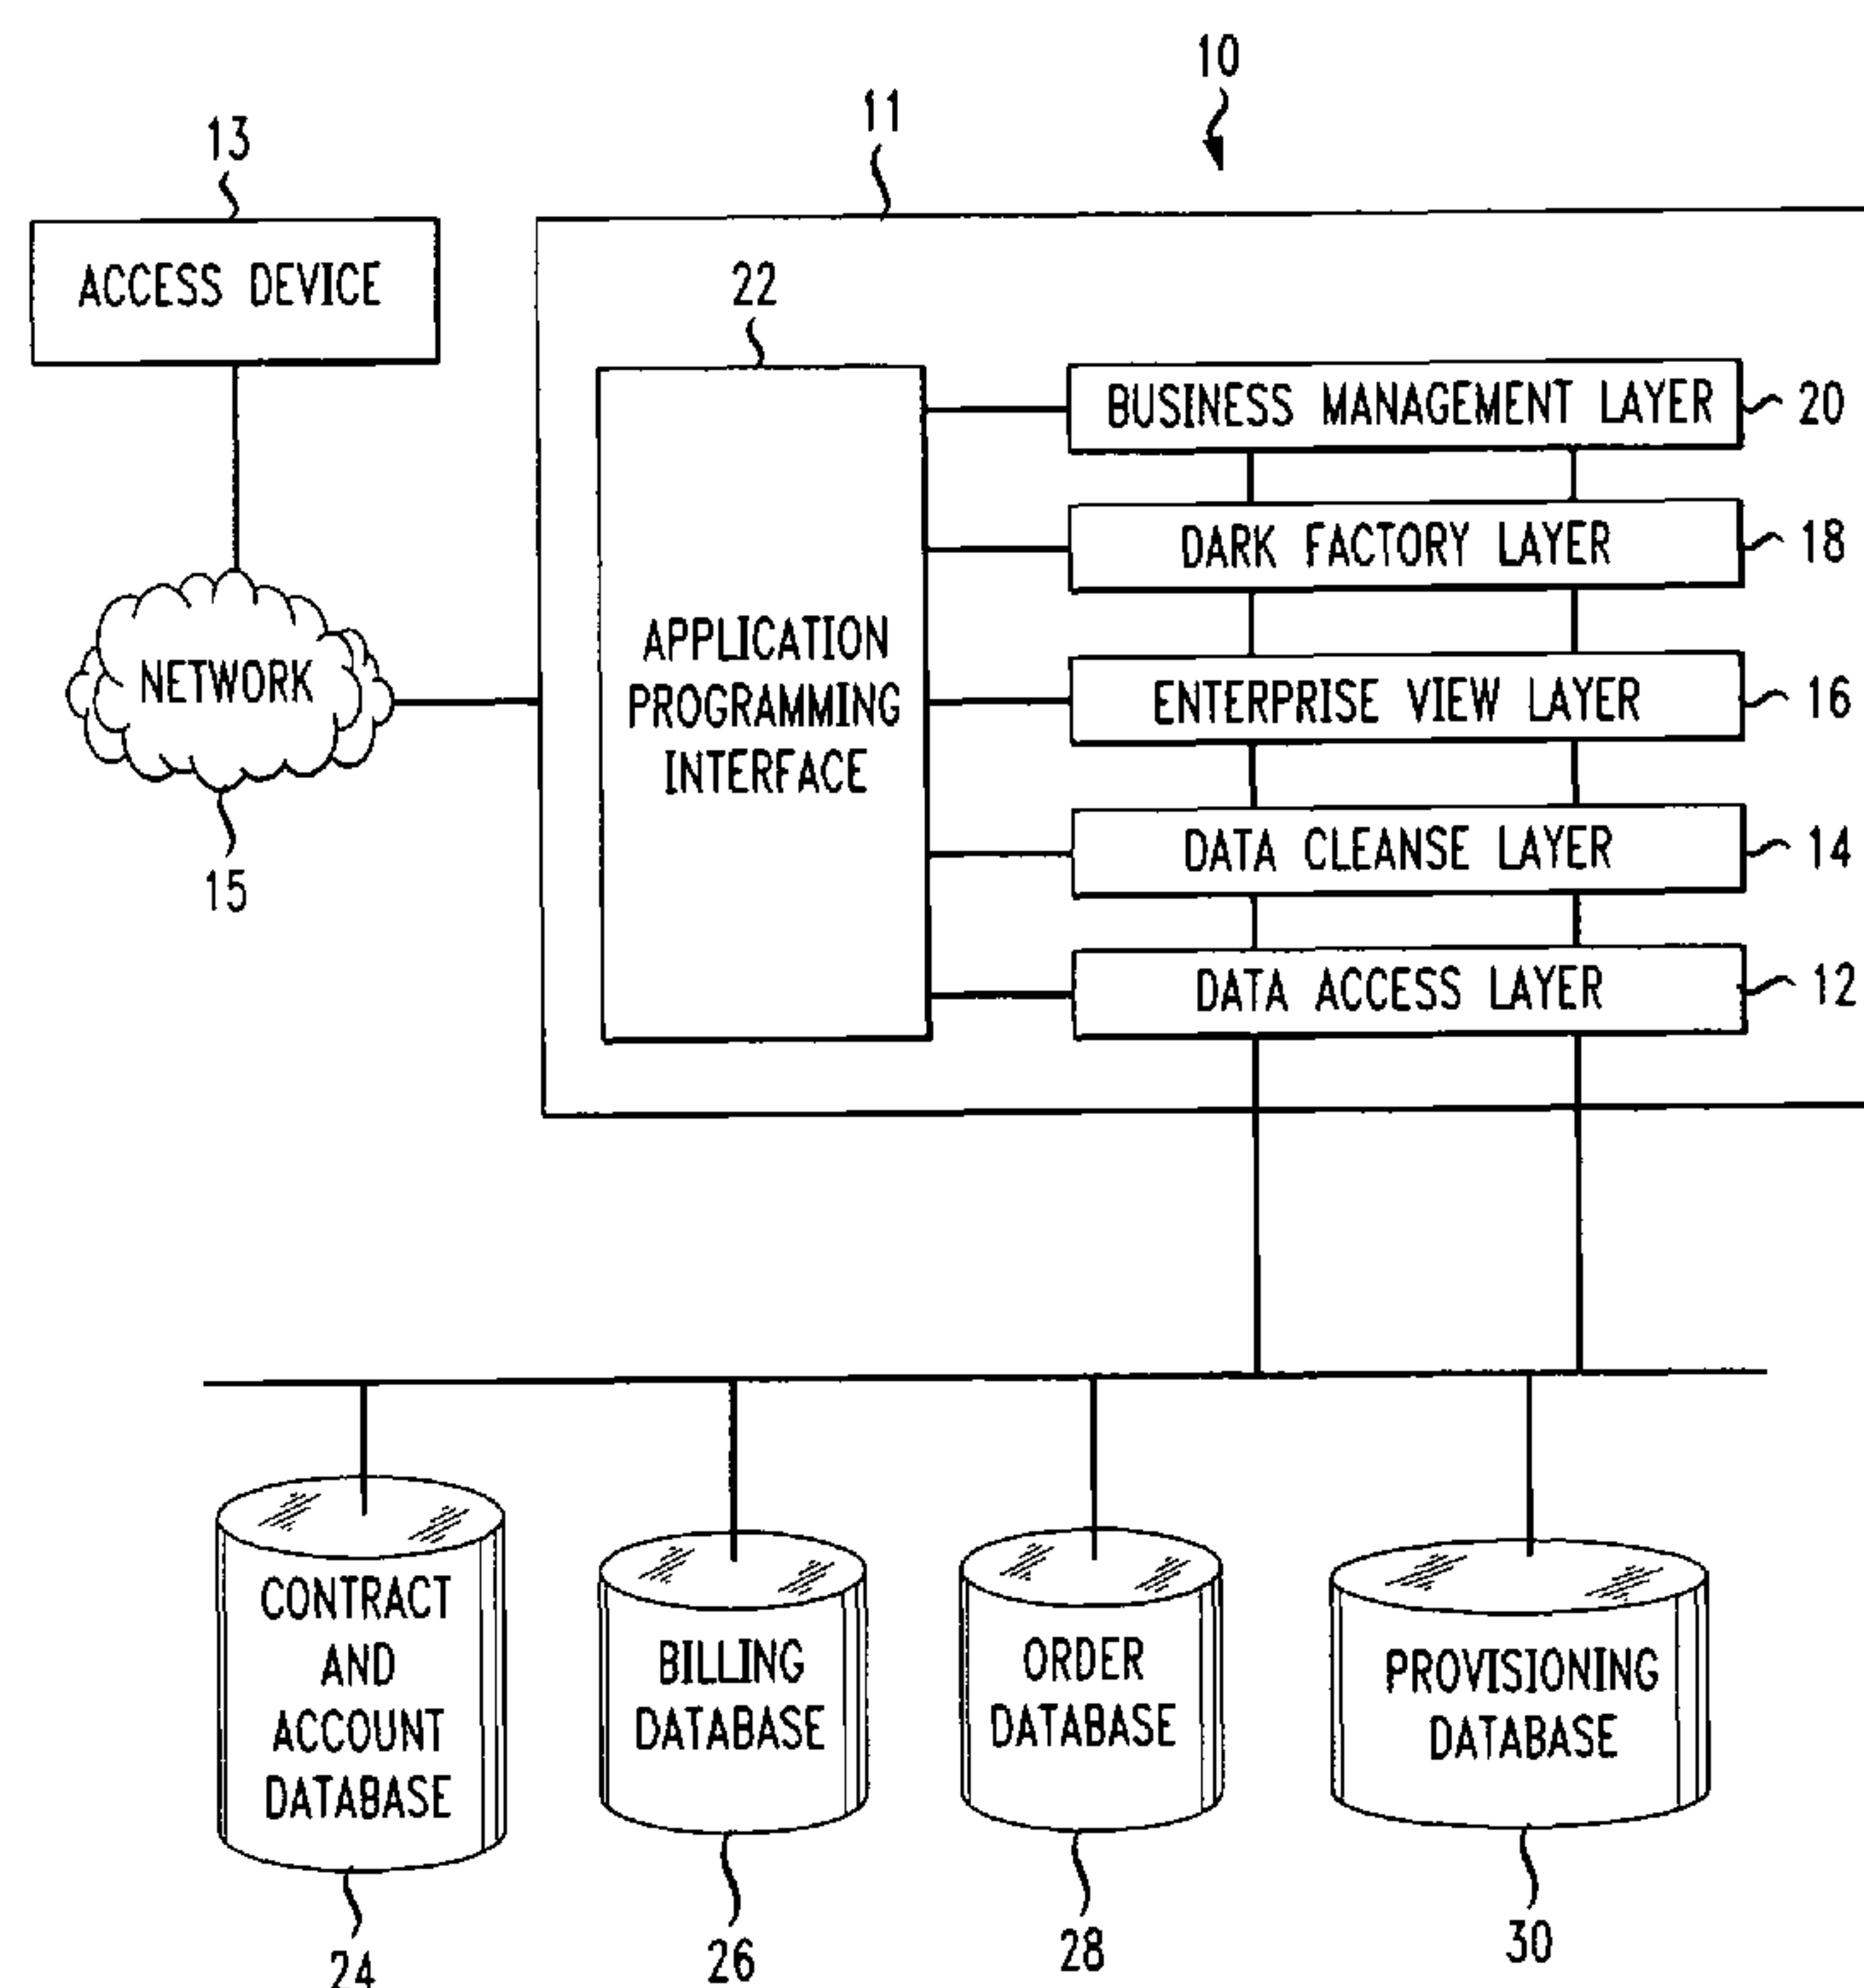 10
11
13
ACCESS DEVICE
22
BUSINESS MANAGEMENT LAYER
20
DARK FACTORY LAYER
18
APPLICATION
PROGRAMMING
INTERFACE
NETWORK
ENTERPRISE VIEW LAYER
16
DATA CLEANSE LAYER
14
15
DATA ACCESS LAYER
12
CONTRACT
AND
ACCOUNT
DATABASE
BILLING
DATABASE
ORDER
DATABASE
PROVISIONING
DATABASE
24
26
28
30